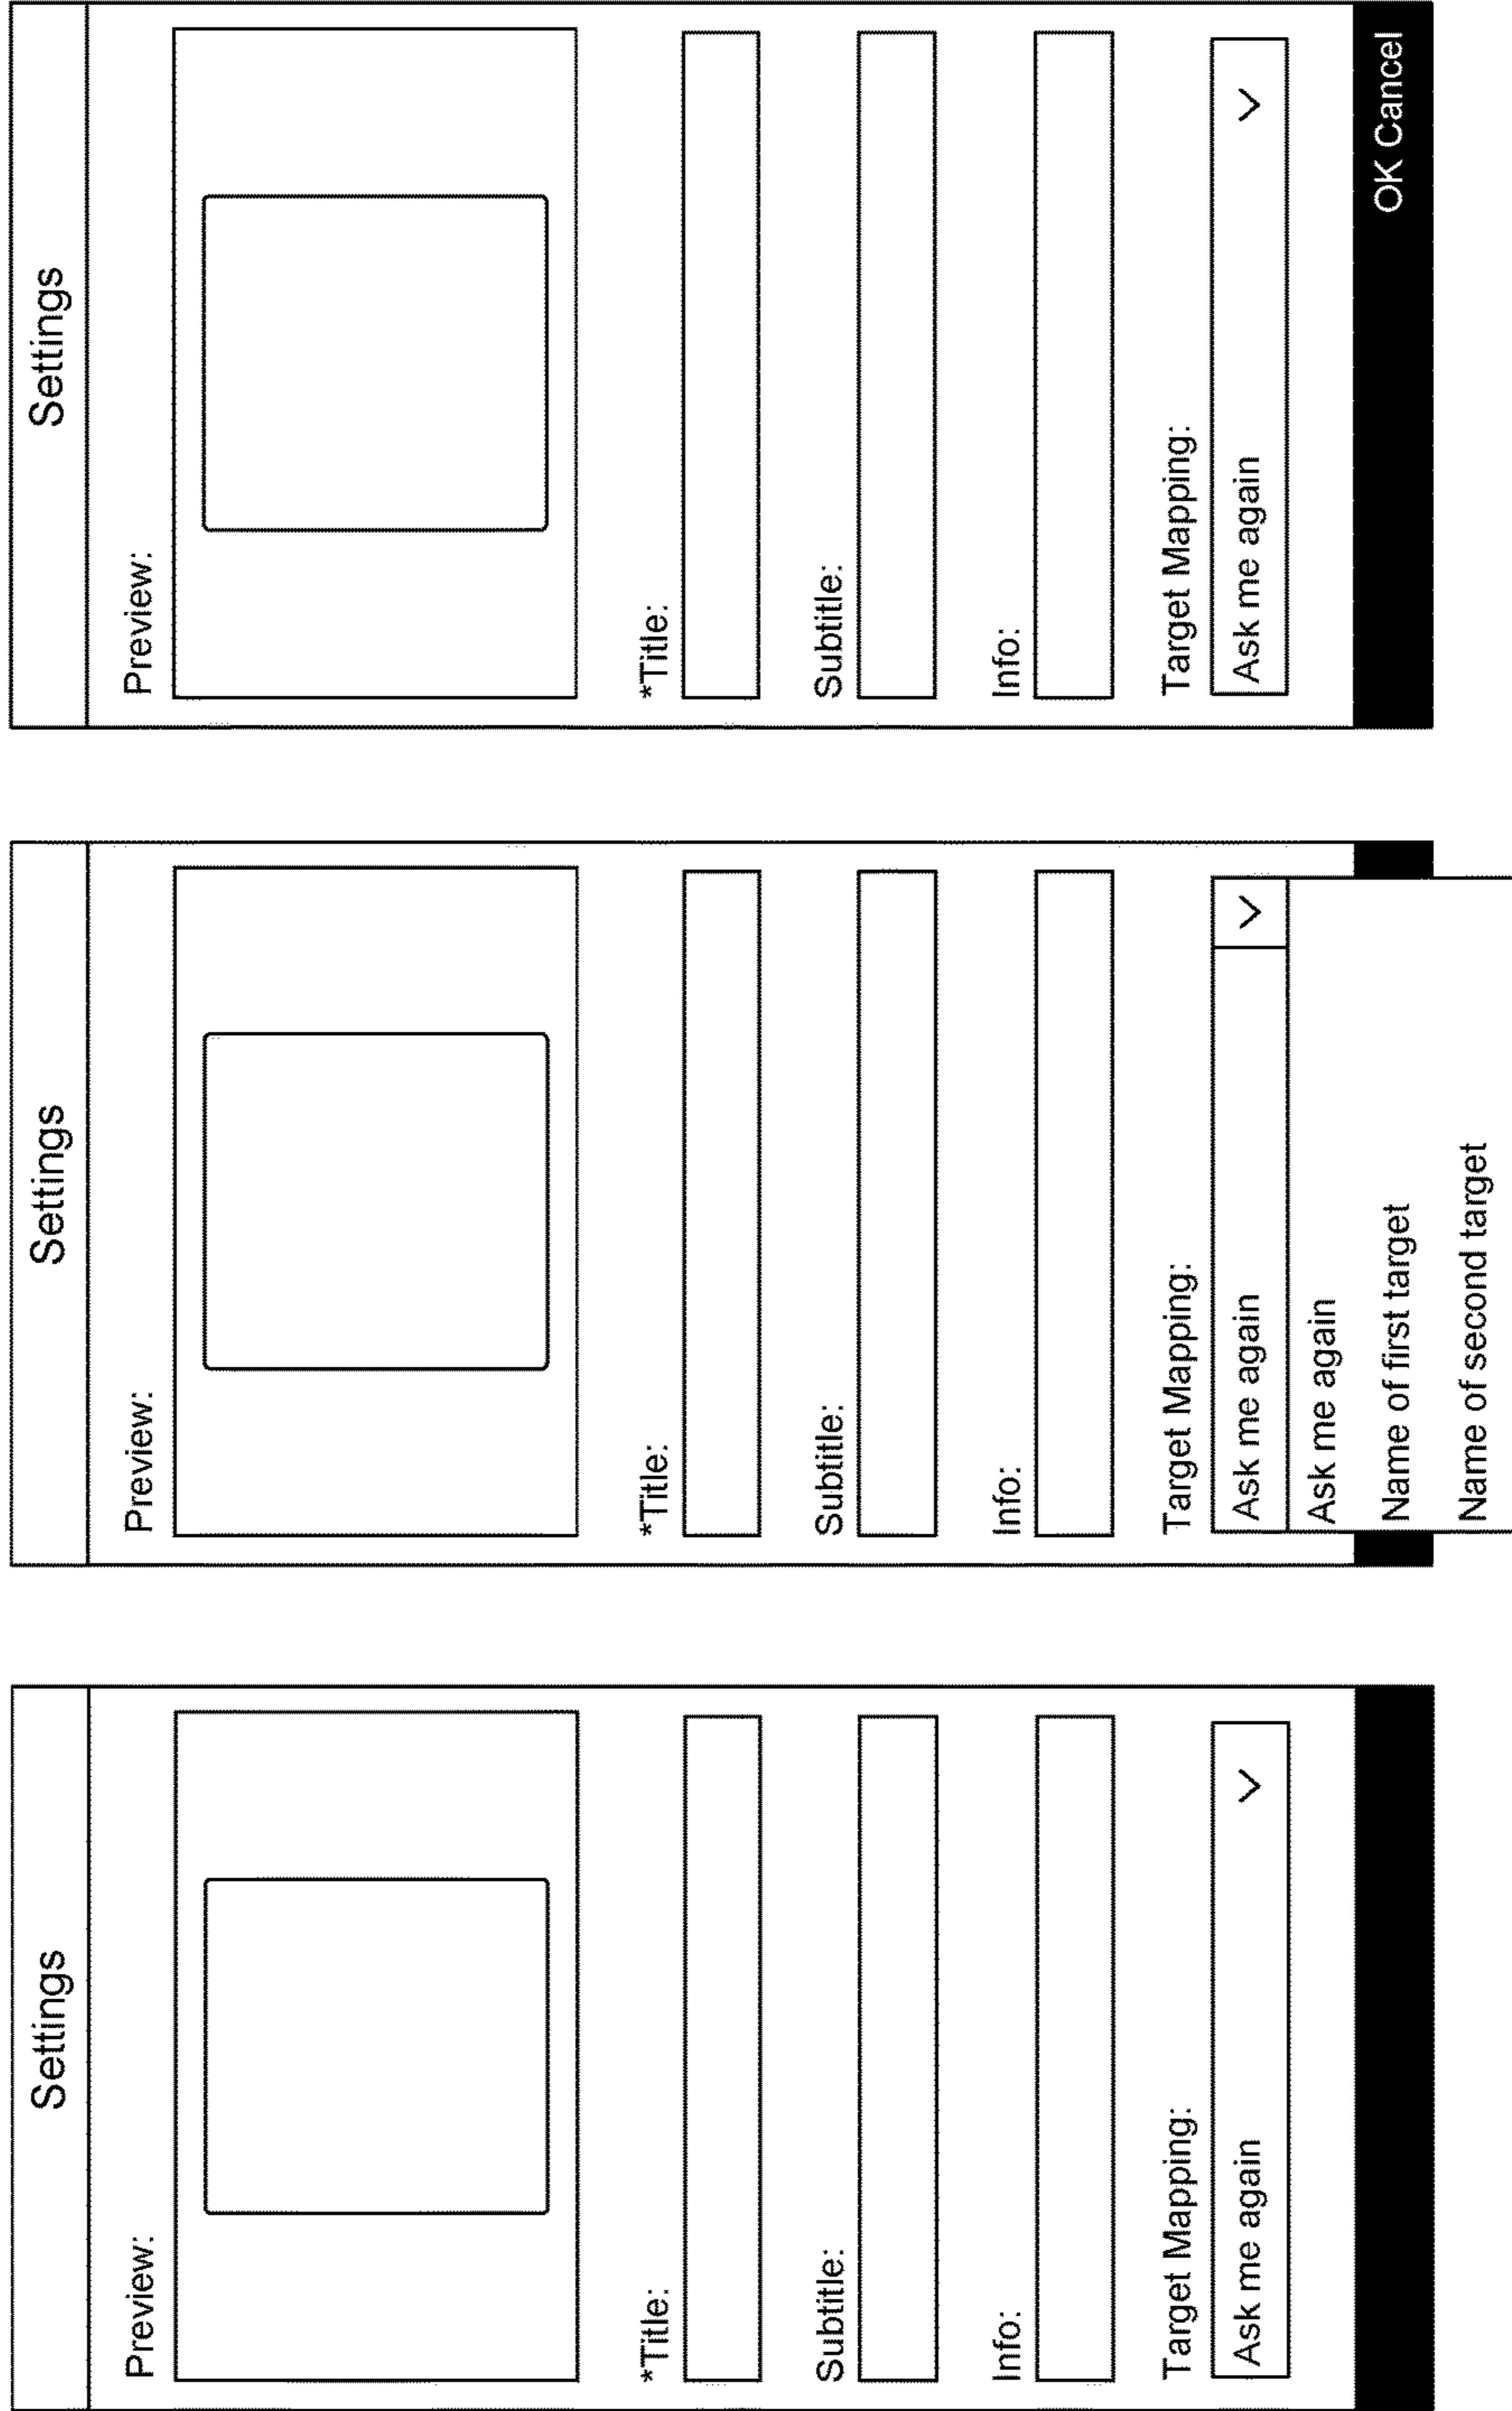 Settings
Preview:
*Title:
Subtitle:
Info:
Target Mapping:
Ask me again
Settings
Preview:
*Title:
Subtitle:
Info:
Target Mapping:
Ask me again
Ask me again
Name of first target
Name of second target
Settings
Preview:
*Title:
Subtitle:
Info:
Target Mapping:
Ask me again
OK Cancel